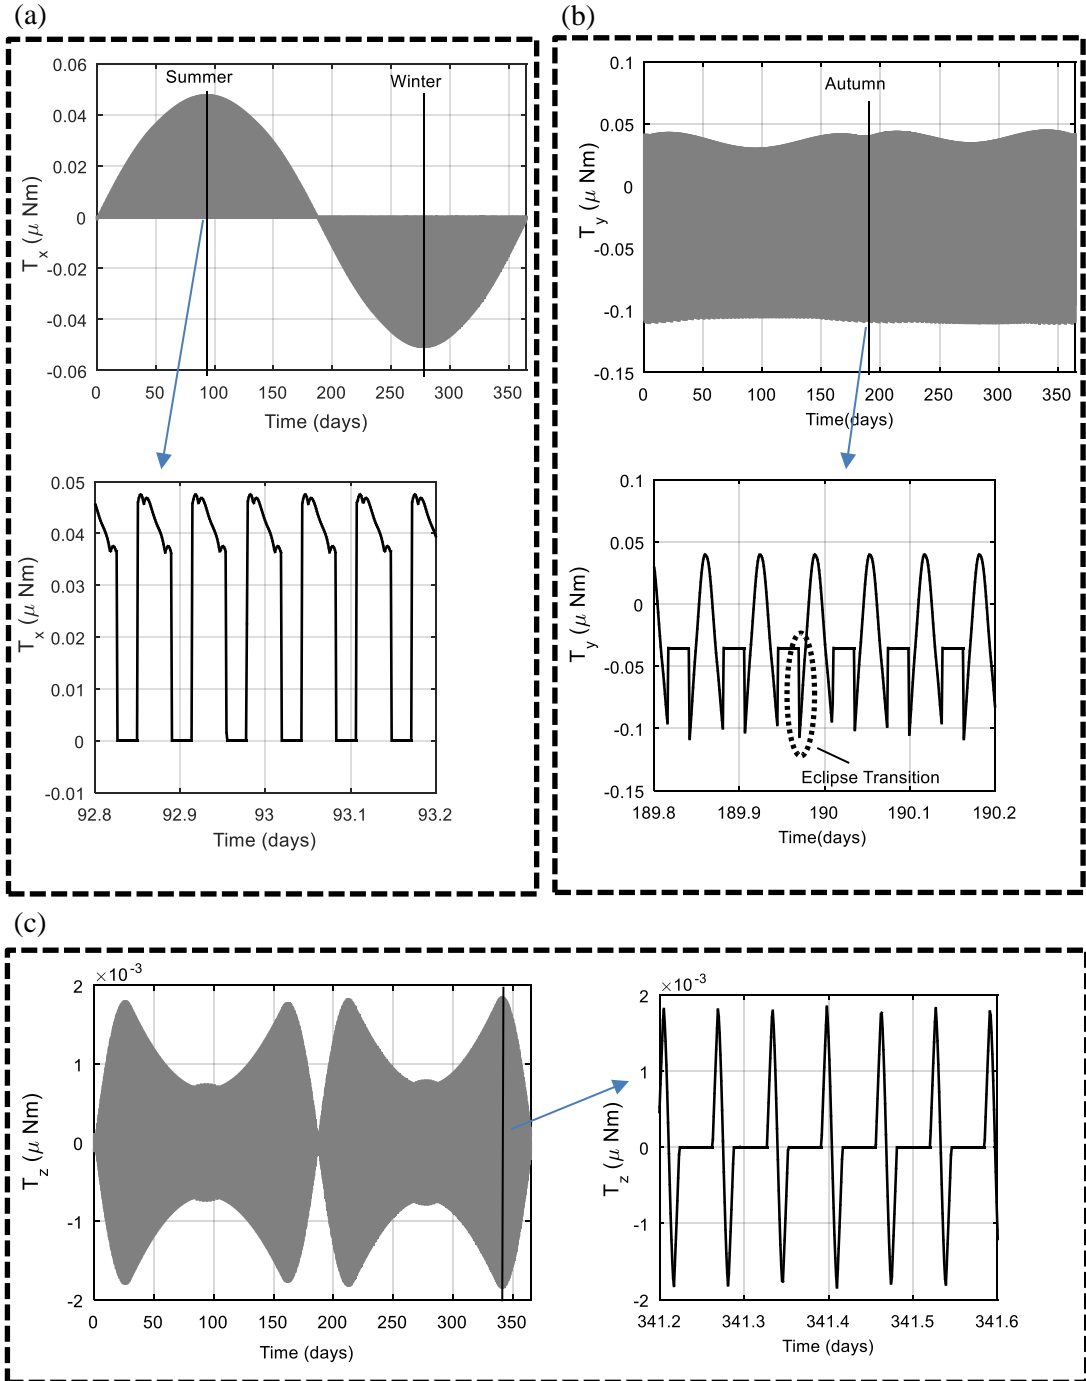 (a)
Summer
Winter
0.06
0.04
0.02
0
-0.02
-0.04
-0.06
T_x (μ Nm)
0 50 100 150 200 250 300 350
Time (days)
0.05
0.04
0.03
0.02
0.01
0
-0.01
T_x (μ Nm)
92.8 92.9 93 93.1 93.2
Time (days)
(b)
Autumn
0.1
0.05
0
-0.05
-0.1
-0.15
T_y (μ Nm)
0 50 100 150 200 250 300 350
Time(days)
0.1
0.05
0
-0.05
-0.1
-0.15
T_y (μ Nm)
Eclipse Transition
189.8 189.9 190 190.1 190.2
Time(days)
(c)
×10^-3
2
1
0
-1
-2
T_z (μ Nm)
0 50 100 150 200 250 300 350
Time (days)
×10^-3
2
1
0
-1
-2
T_z (μ Nm)
341.2 341.3 341.4 341.5 341.6
Time (days)